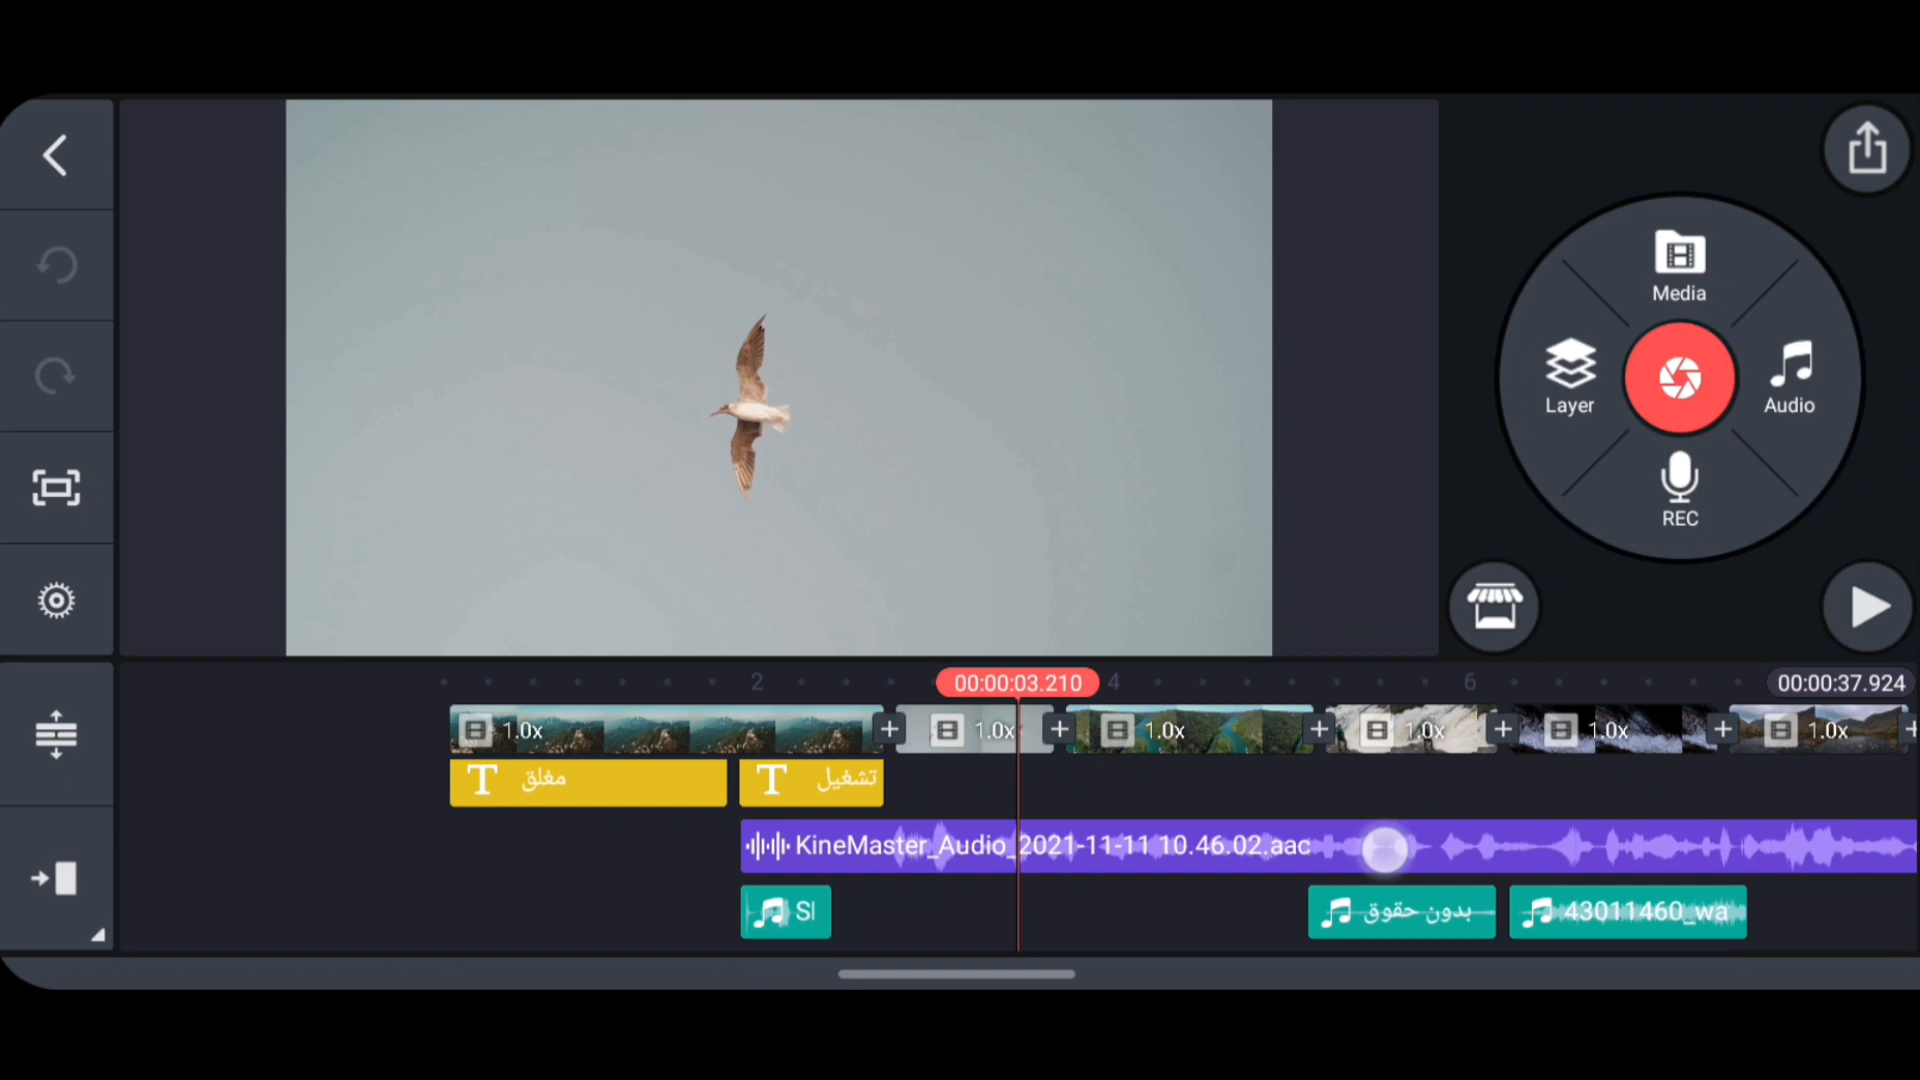 Media
Layer
Audio
REC
2
00:00:03.210
4
6
00:00:37.924
1.0x
1.0x
1.0x
1.0x
1.0x
1.0x
T مغلق
T تشغيل
KineMaster_Audio_2021-11-11 10.46.02.aac
Sl
بدون حقوق
43011460_wa